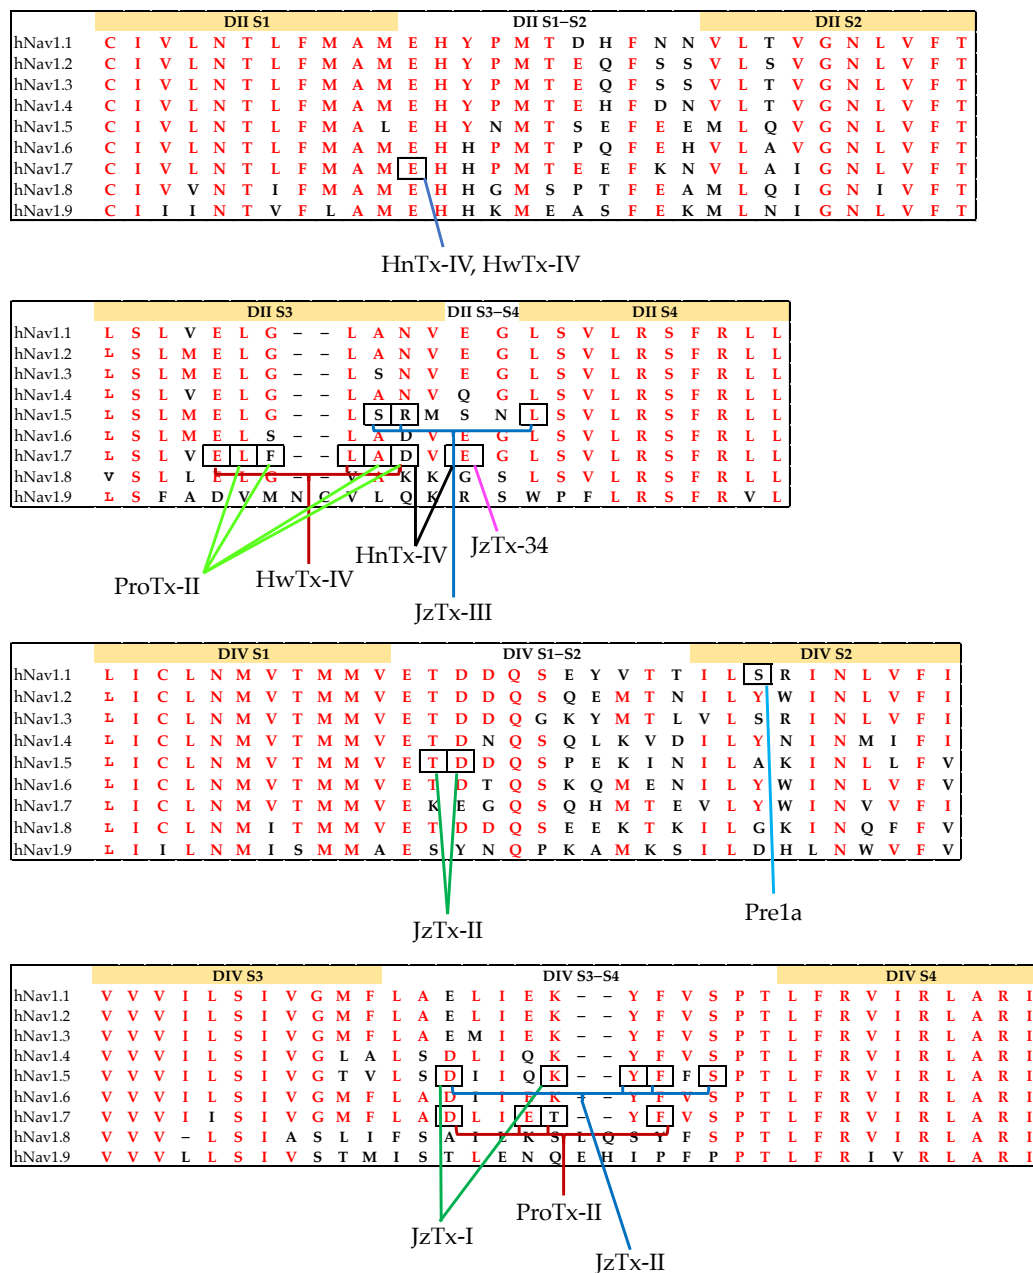 DII S1 DII S1–S2 DII S2
hNav1.1 C I V L N T L F M A M E H Y P M T D H F N N V L T V G N L V F T
hNav1.2 C I V L N T L F M A M E H Y P M T E Q F S S V L S V G N L V F T
hNav1.3 C I V L N T L F M A M E H Y P M T E Q F S S V L T V G N L V F T
hNav1.4 C I V L N T L F M A M E H Y P M T E H F D N V L T V G N L V F T
hNav1.5 C I V L N T L F M A L E H Y N M T S E F E E M L Q V G N L V F T
hNav1.6 C I V L N T L F M A M E H H P M T P Q F E H V L A V G N L V F T
hNav1.7 C I V L N T L F M A M E H H P M T E E F K N V L A I G N L V F T
hNav1.8 C I V V N T I F M A M E H H G M S P T F E A M L Q I G N I V F T
hNav1.9 C I I I N T V F L A M E H H K M E A S F E K M L N I G N L V F T
HnTx-IV, HwTx-IV
DII S3 DII S3–S4 DII S4
hNav1.1 L S L V E L G – – L A N V E G L S V L R S F R L L
hNav1.2 L S L M E L G – – L A N V E G L S V L R S F R L L
hNav1.3 L S L M E L G – – L S N V E G L S V L R S F R L L
hNav1.4 L S L V E L G – – L A N V Q G L S V L R S F R L L
hNav1.5 L S L M E L G – – L S R M S N L S V L R S F R L L
hNav1.6 L S L M E L S – – L A D V E G L S V L R S F R L L
hNav1.7 L S L V E L F – – L A D V E G L S V L R S F R L L
hNav1.8 V S L L E L G – – V A K K G S L S V L R S F R L L
hNav1.9 L S F A D V M N C V L Q K R S W P F L R S F R V L
JzTx-34
HnTx-IV
ProTx-II HwTx-IV
JzTx-III
DIV S1 DIV S1–S2 DIV S2
hNav1.1 L I C L N M V T M M V E T D D Q S E Y V T T I L S R I N L V F I
hNav1.2 L I C L N M V T M M V E T D D Q S Q E M T N I L Y W I N L V F I
hNav1.3 L I C L N M V T M M V E T D D Q G K Y M T L V L S R I N L V F I
hNav1.4 L I C L N M V T M M V E T D N Q S Q L K V D I L Y N I N M I F I
hNav1.5 L I C L N M V T M M V E T D D Q S P E K I N I L A K I N L L F V
hNav1.6 L I C L N M V T M M V E T D T Q S K Q M E N I L Y W I N L V F V
hNav1.7 L I C L N M V T M M V E K E G Q S Q H M T E V L Y W I N V V F I
hNav1.8 L I C L N M I T M M V E T D D Q S E E K T K I L G K I N Q F F V
hNav1.9 L I I L N M I S M M A E S Y N Q P K A M K S I L D H L N W V F V
Pre1a
JzTx-II
DIV S3 DIV S3–S4 DIV S4
hNav1.1 V V V I L S I V G M F L A E L I E K – – Y F V S P T L F R V I R L A R I
hNav1.2 V V V I L S I V G M F L A E L I E K – – Y F V S P T L F R V I R L A R I
hNav1.3 V V V I L S I V G M F L A E M I E K – – Y F V S P T L F R V I R L A R I
hNav1.4 V V V I L S I V G L A L S D L I Q K – – Y F V S P T L F R V I R L A R I
hNav1.5 V V V I L S I V G T V L S D I I Q K – – Y F F S P T L F R V I R L A R I
hNav1.6 V V V I L S I V G M F L A D I I E K – – Y F V S P T L F R V I R L A R I
hNav1.7 V V V I I S I V G M F L A D L I E T – – Y F V S P T L F R V I R L A R I
hNav1.8 V V V – L S I A S L I F S A I L K S L Q S Y F S P T L F R V I R L A R I
hNav1.9 V V V L L S I V S T M I S T L E N Q E H I P F P P T L F R I V R L A R I
ProTx-II
JzTx-I
JzTx-II